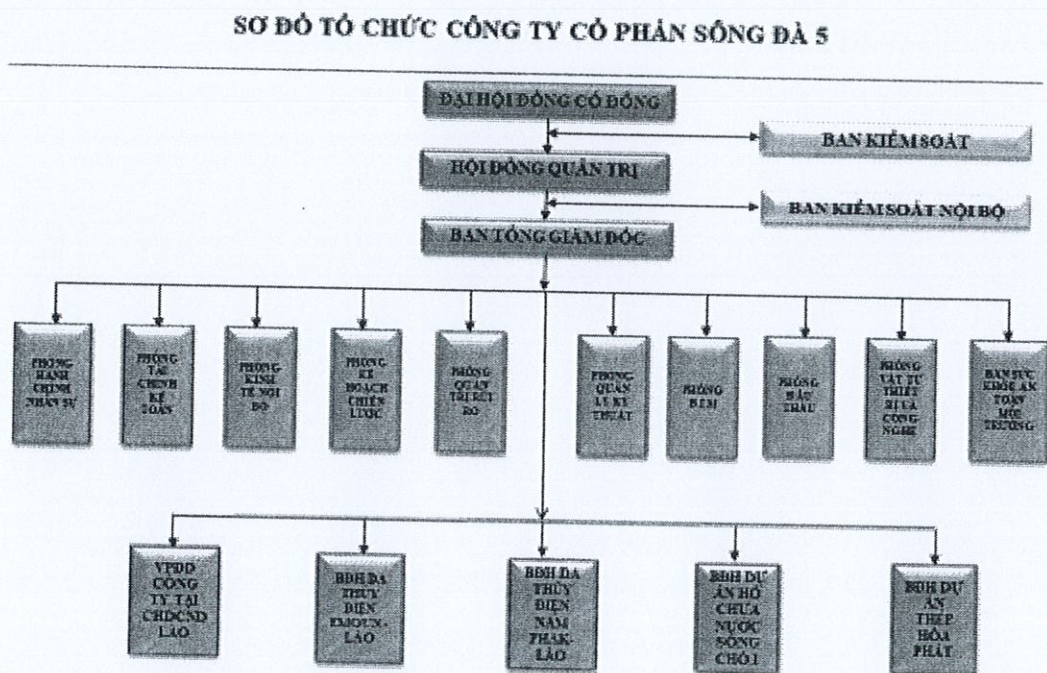 SƠ ĐỒ TỔ CHỨC CÔNG TY CỔ PHẦN SÔNG ĐÀ 5
ĐẠI HỘI ĐỒNG CỔ ĐÔNG
BAN KIỂM SOÁT
HỘI ĐỒNG QUẢN TRỊ
BAN KIỂM SOÁT NỘI BỘ
BAN TỔNG GIÁM ĐỐC
PHÒNG
HÀNH
CHÍNH
NHÂN SỰ
PHÒNG
TÀI
CHÍNH
KẾ
TOÁN
PHÒNG
KINH
TẾ NỘI
BỘ
PHÒNG
KẾ
HOẠCH
CHIẾN
LƯỢC
PHÒNG
QUẢN
TRỊ RỦI
RO
PHÒNG
QUẢN
LÝ KỸ
THUẬT
PHÒNG
BIM
PHÒNG
ĐẤU
THẦU
PHÒNG
VẬT TƯ
THIẾT
BỊ VÀ
CÔNG
NGHỆ
BAN SỨC
KHỎE AN
TOÀN
MÔI
TRƯỜNG
VPĐD
CÔNG
TY TẠI
CHDCND
LÀO
BĐH DA
THỦY
ĐIỆN
EMOUN-
LÀO
BĐH DA
THỦY
ĐIỆN
NAM
PHAK-
LÀO
BĐH DỰ
ÁN HỒ
CHỨA
NƯỚC
SÔNG
CHÒ 1
BĐH DỰ
ÁN
THÉP
HÒA
PHÁT